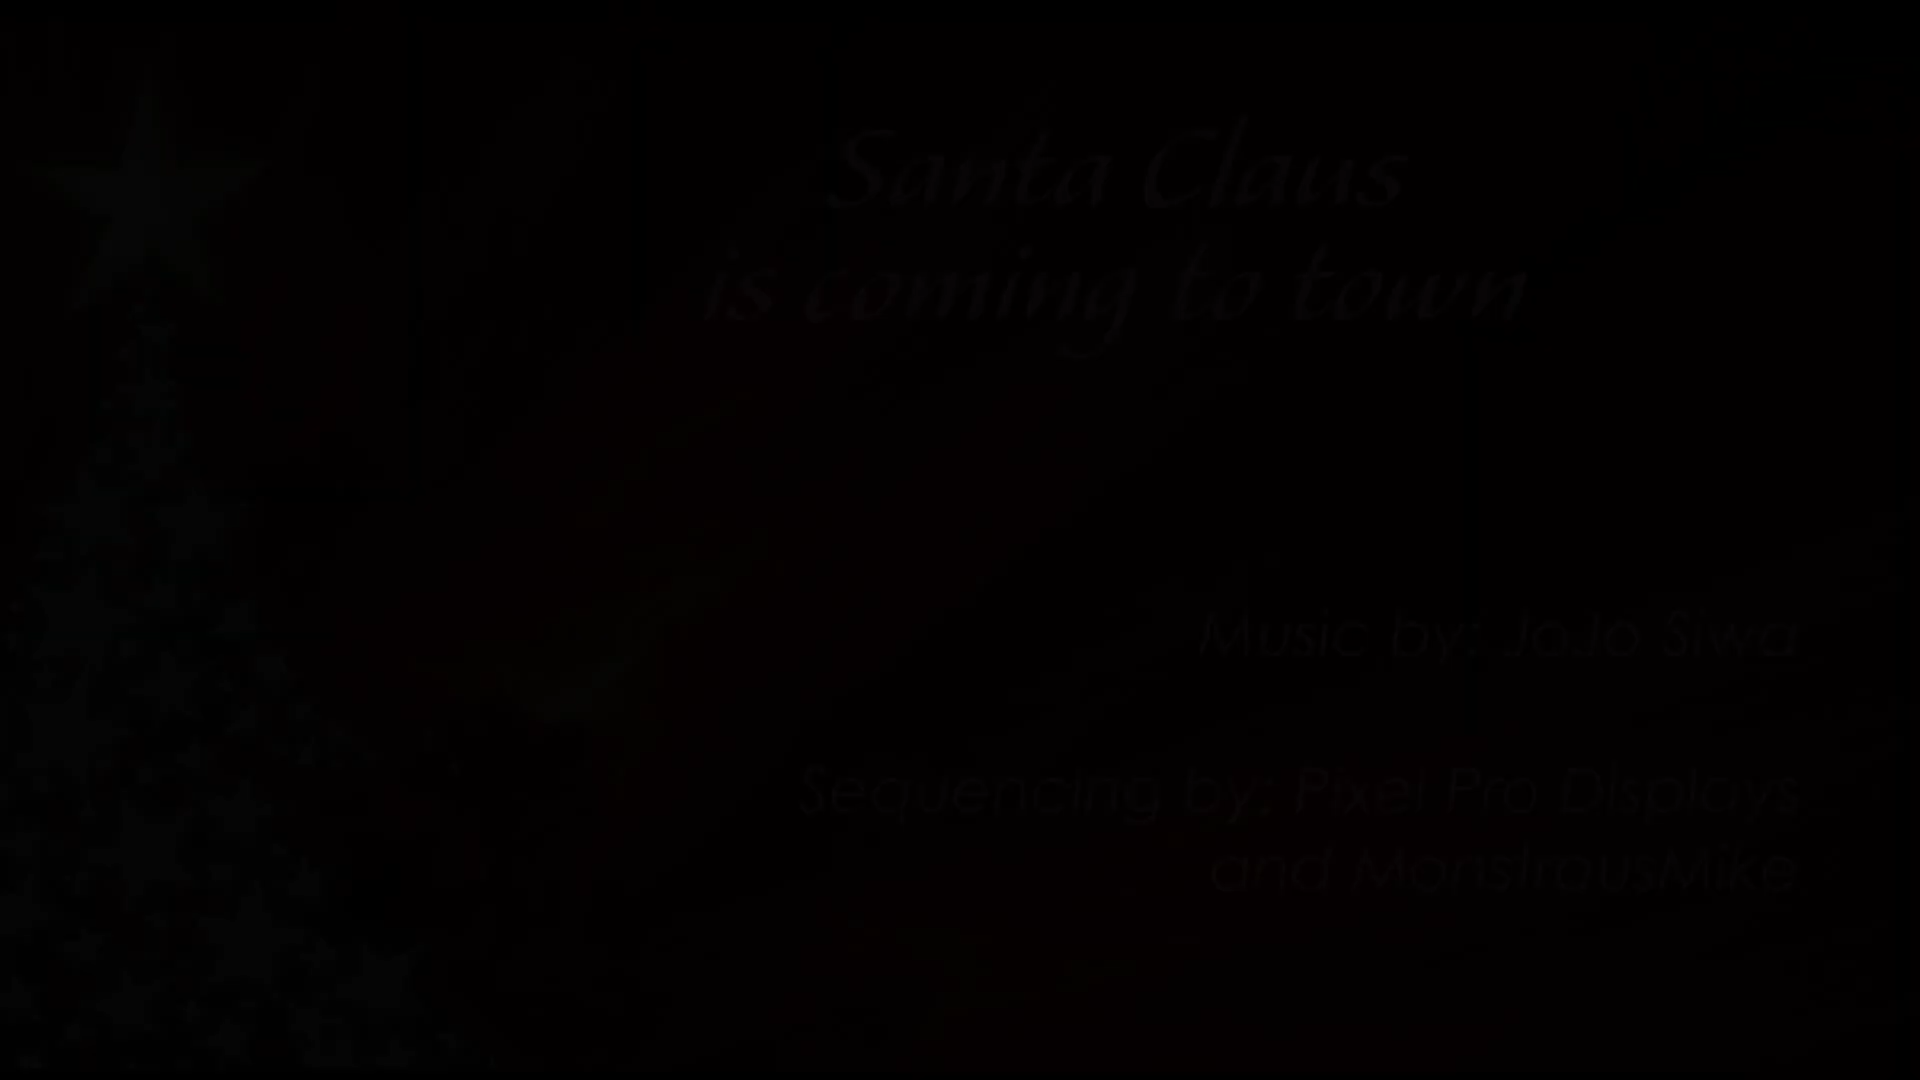 Santa Claus
is coming to town
Music by: JoJo Siwa
Sequencing by: Pixel Pro Displays
and MonstrousMike